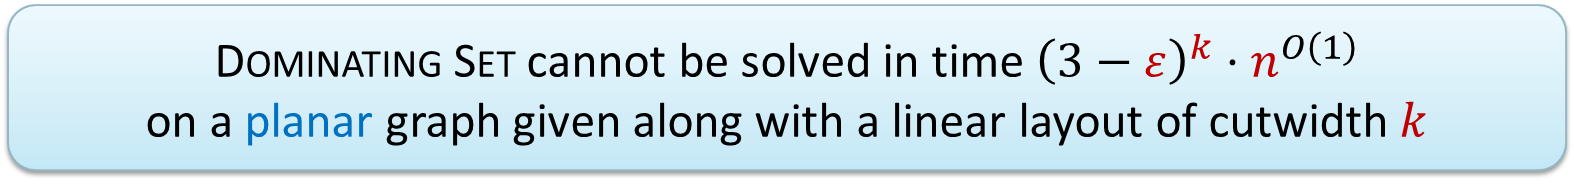 DOMINATING SET cannot be solved in time (3 − ε)ᵏ · nᴼ⁽¹⁾
on a planar graph given along with a linear layout of cutwidth k